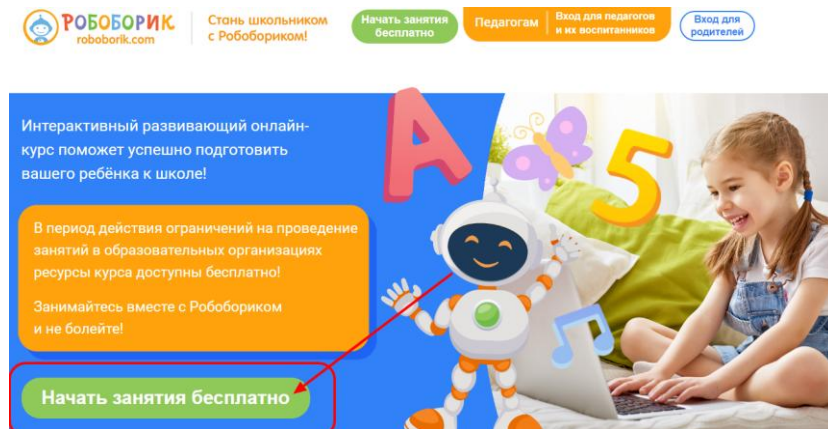 РОБОБОРИК
roboborik.com
Стань школьником
с Робобориком!
Начать занятия
бесплатно
Педагогам
Вход для педагогов
и их воспитанников
Вход для
родителей
Интерактивный развивающий онлайн-
курс поможет успешно подготовить
вашего ребёнка к школе!
В период действия ограничений на проведение
занятий в образовательных организациях
ресурсы курса доступны бесплатно!
Занимайтесь вместе с Робобориком
и не болейте!
Начать занятия бесплатно
А
5